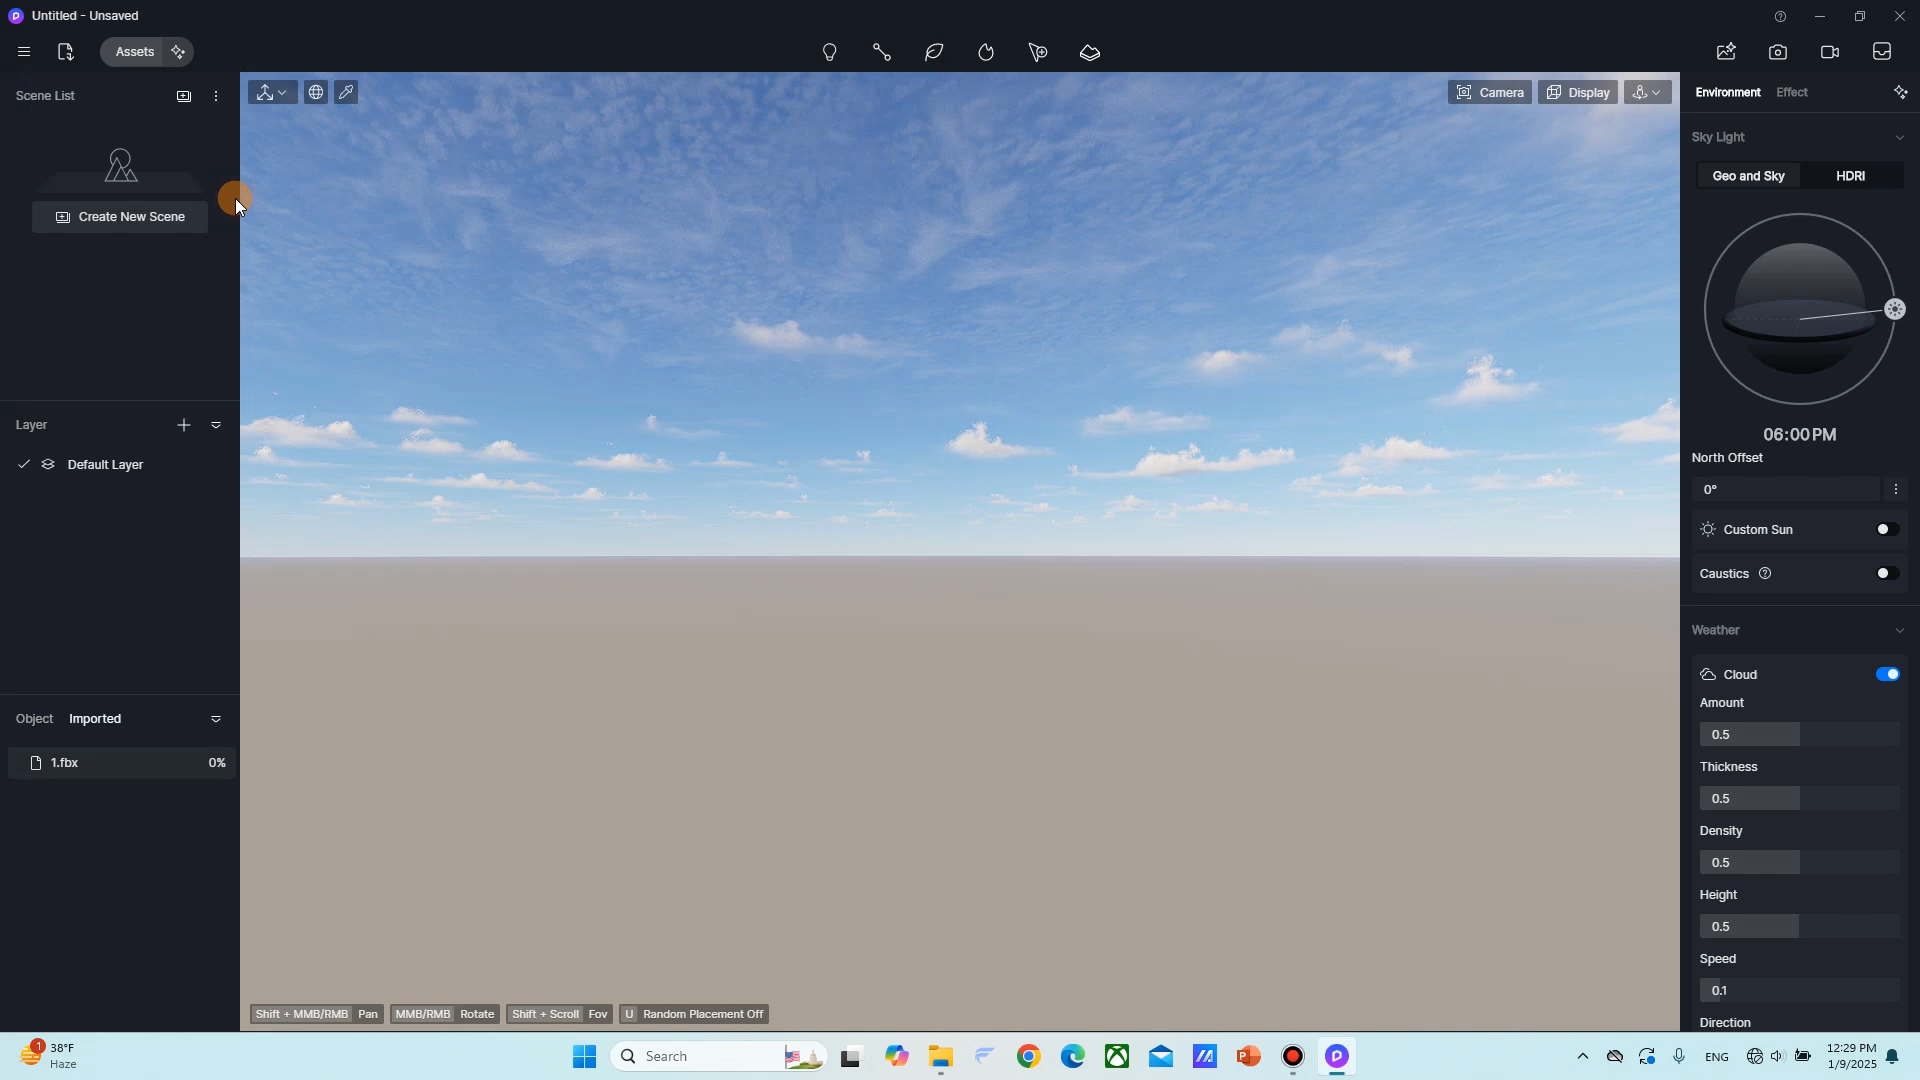 Untitled - Unsaved
Assets
Scene List
Create New Scene
Layer
Default Layer
Object Imported
1.fbx 0%
Camera Display
Shift + MMB/RMB Pan MMB/RMB Rotate Shift + Scroll Fov U Random Placement Off
Environment Effect
Sky Light
Geo and Sky HDRI
06:00PM
North Offset
0°
Custom Sun
Caustics
Weather
Cloud
Amount
0.5
Thickness
0.5
Density
0.5
Height
0.5
Speed
0.1
Direction
1 38°F
Haze
Search
ENG
12:29 PM
1/9/2025